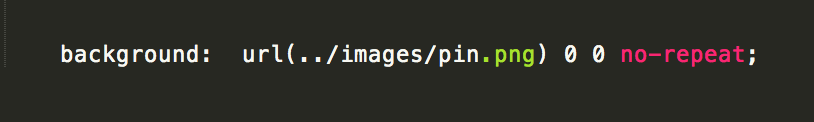 background:  url(../images/pin.png) 0 0 no-repeat;